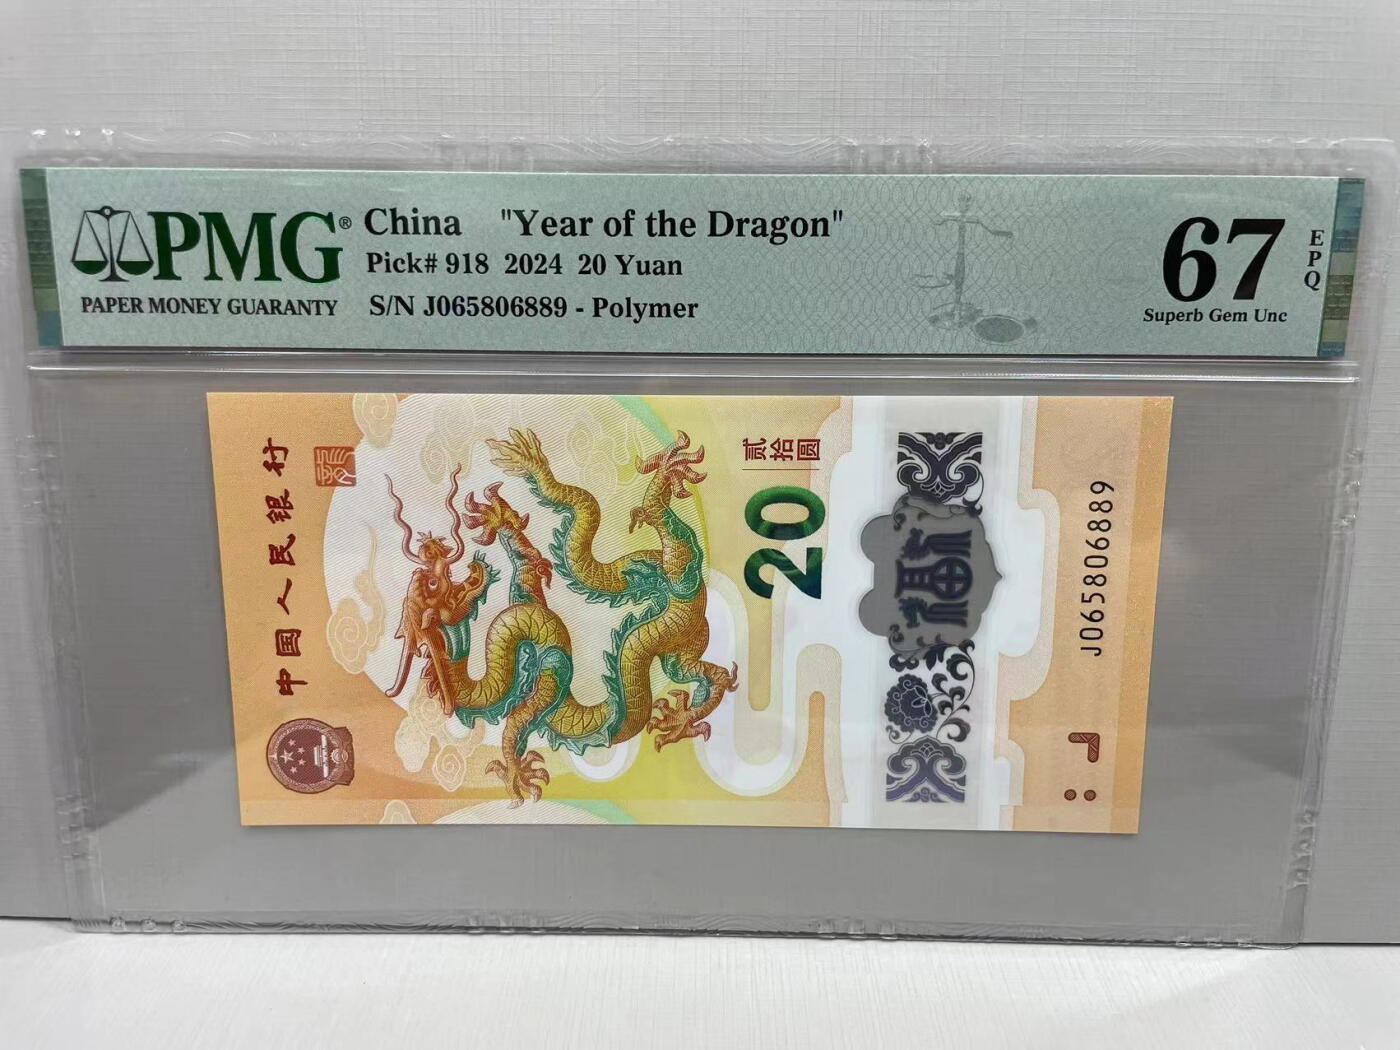 PMG®
PAPER MONEY GUARANTY
China "Year of the Dragon"
Pick# 918 2024 20 Yuan
S/N J065806889 - Polymer
67
EPQ
Superb Gem Unc
中国人民银行
贰拾圆
20
J065806889